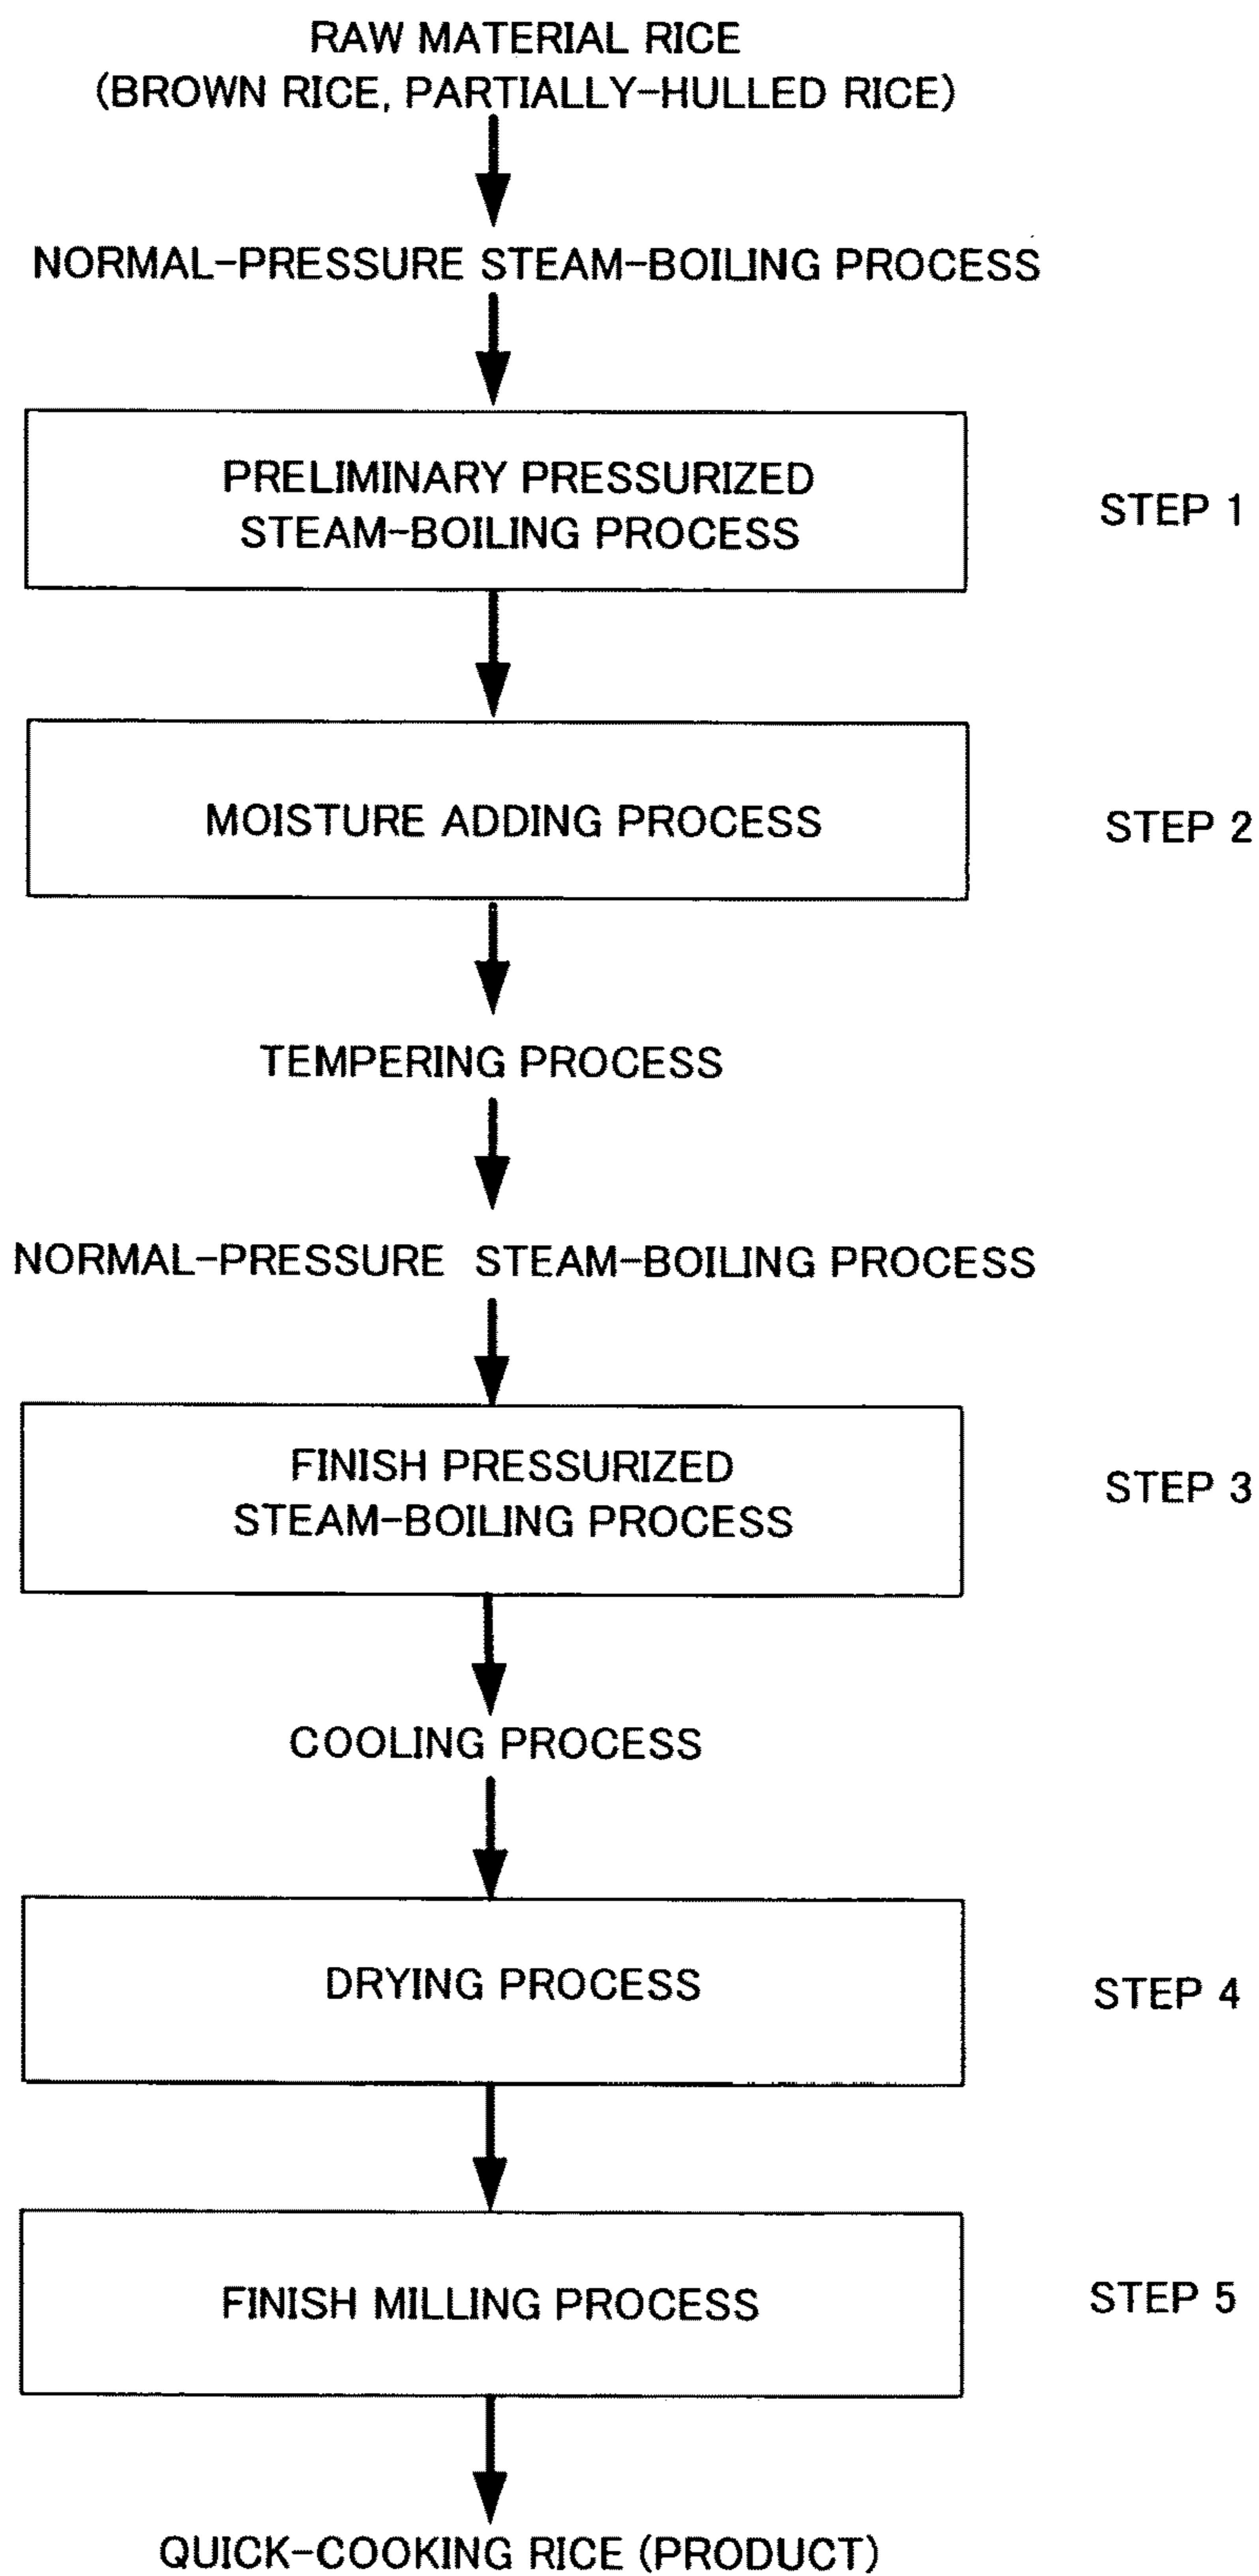 RAW MATERIAL RICE
(BROWN RICE, PARTIALLY-HULLED RICE)
NORMAL-PRESSURE STEAM-BOILING PROCESS
PRELIMINARY PRESSURIZED
STEAM-BOILING PROCESS
STEP 1
MOISTURE ADDING PROCESS
STEP 2
TEMPERING PROCESS
NORMAL-PRESSURE STEAM-BOILING PROCESS
FINISH PRESSURIZED
STEAM-BOILING PROCESS
STEP 3
COOLING PROCESS
DRYING PROCESS
STEP 4
FINISH MILLING PROCESS
STEP 5
QUICK-COOKING RICE (PRODUCT)